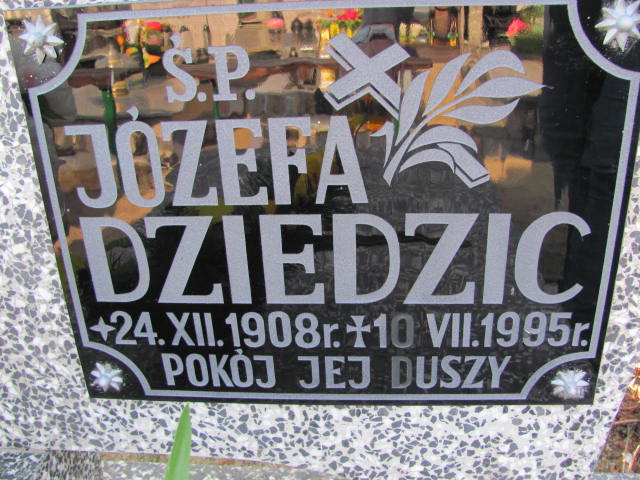 Ś.P.
JÓZEFA
DZIEDZIC
+24.XII.1908r. +10 VII.1995r.
POKÓJ JEJ DUSZY